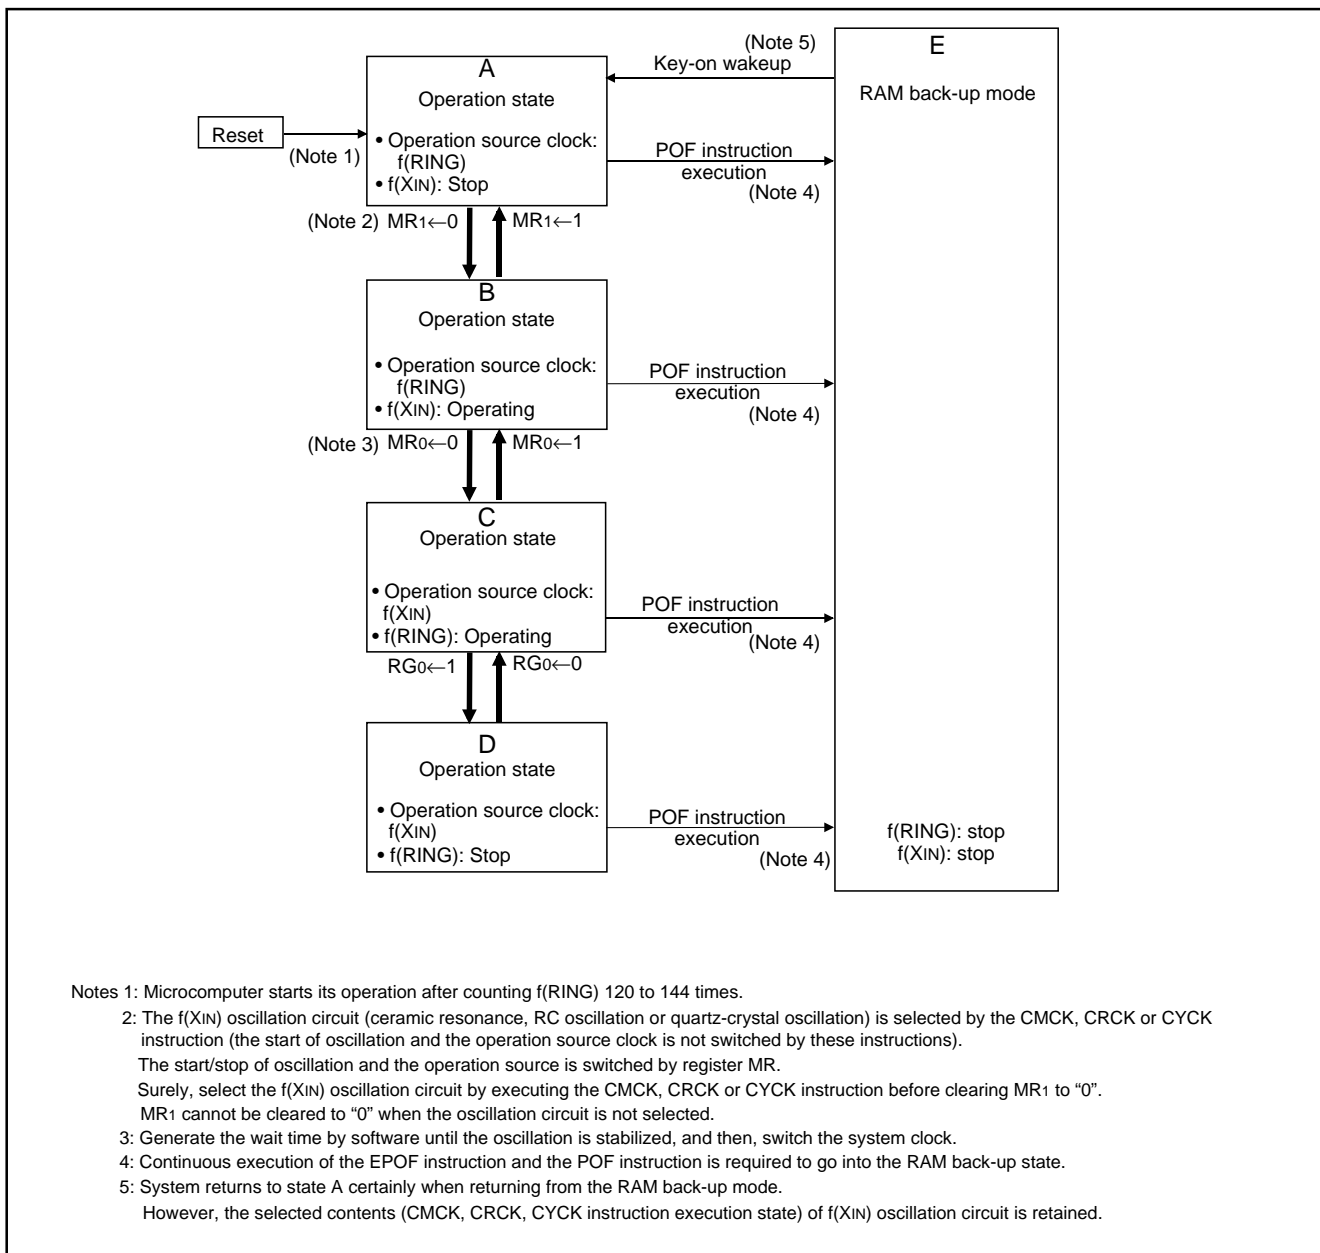 (Note 5)
Key-on wakeup
E
RAM back-up mode
A
Operation state
Reset
(Note 1)
• Operation source clock:
f(RING)
• f(XIN): Stop
POF instruction
execution
(Note 4)
(Note 2) MR1←0
MR1←1
B
Operation state
• Operation source clock:
f(RING)
• f(XIN): Operating
POF instruction
execution
(Note 4)
(Note 3) MR0←0
MR0←1
C
Operation state
• Operation source clock:
f(XIN)
• f(RING): Operating
POF instruction
execution
(Note 4)
RG0←1
RG0←0
D
Operation state
• Operation source clock:
f(XIN)
• f(RING): Stop
POF instruction
execution
(Note 4)
f(RING): stop
f(XIN): stop
Notes 1: Microcomputer starts its operation after counting f(RING) 120 to 144 times.
2: The f(XIN) oscillation circuit (ceramic resonance, RC oscillation or quartz-crystal oscillation) is selected by the CMCK, CRCK or CYCK
instruction (the start of oscillation and the operation source clock is not switched by these instructions).
The start/stop of oscillation and the operation source is switched by register MR.
Surely, select the f(XIN) oscillation circuit by executing the CMCK, CRCK or CYCK instruction before clearing MR1 to “0”.
MR1 cannot be cleared to “0” when the oscillation circuit is not selected.
3: Generate the wait time by software until the oscillation is stabilized, and then, switch the system clock.
4: Continuous execution of the EPOF instruction and the POF instruction is required to go into the RAM back-up state.
5: System returns to state A certainly when returning from the RAM back-up mode.
However, the selected contents (CMCK, CRCK, CYCK instruction execution state) of f(XIN) oscillation circuit is retained.